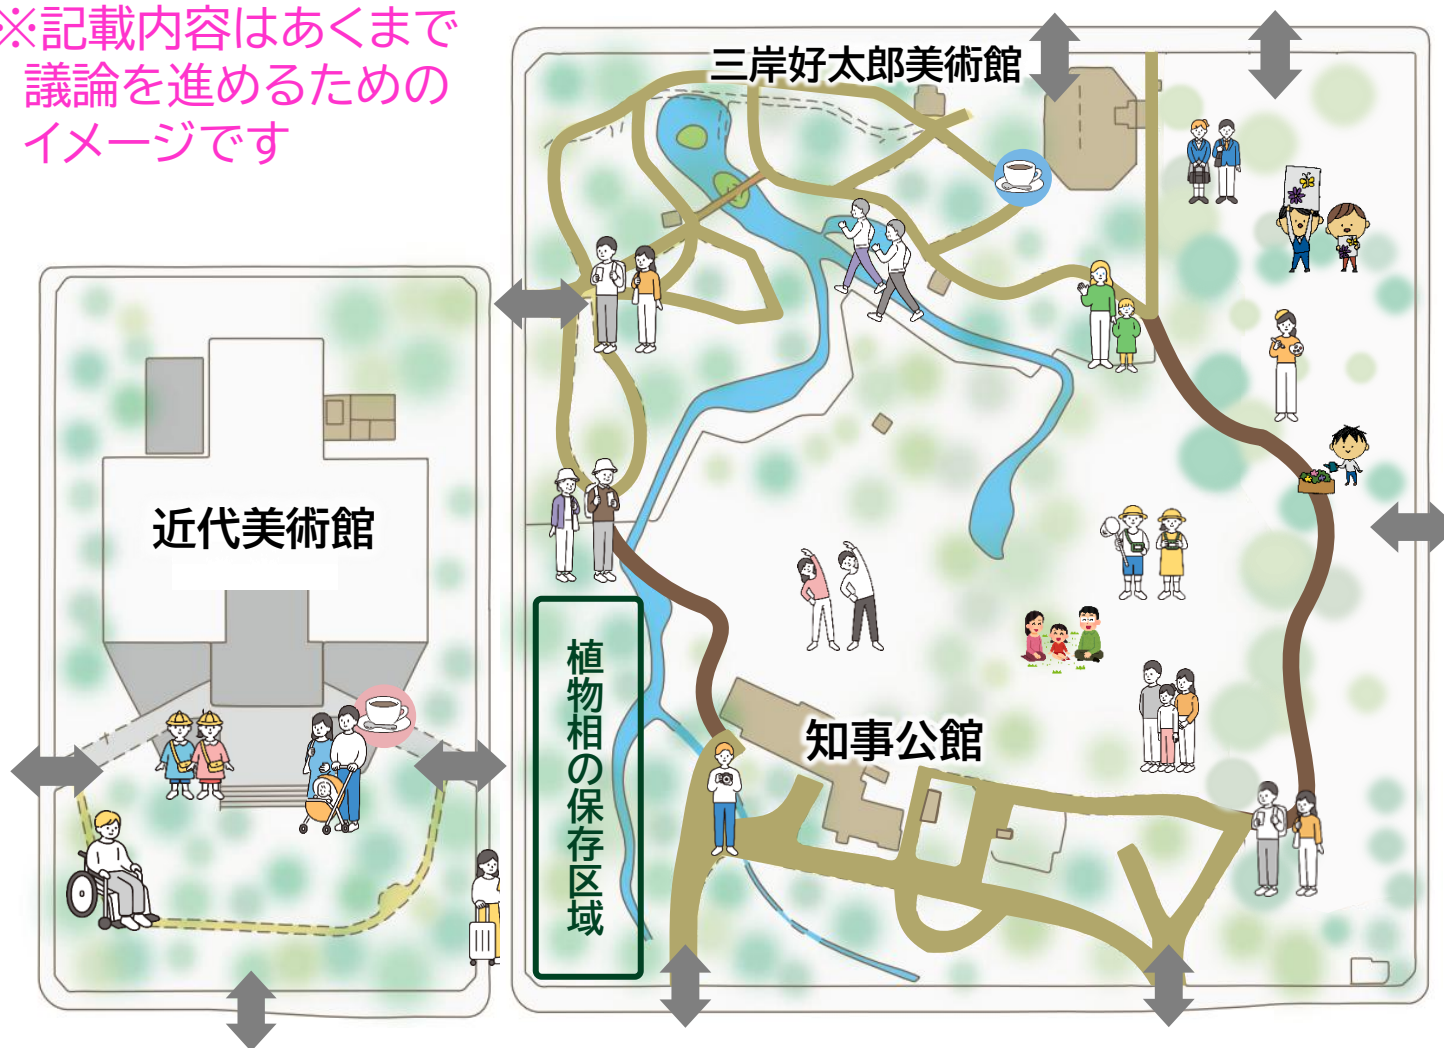 ※記載内容はあくまで
議論を進めるための
イメージです
三岸好太郎美術館
近代美術館
植物相の保存区域
知事公館